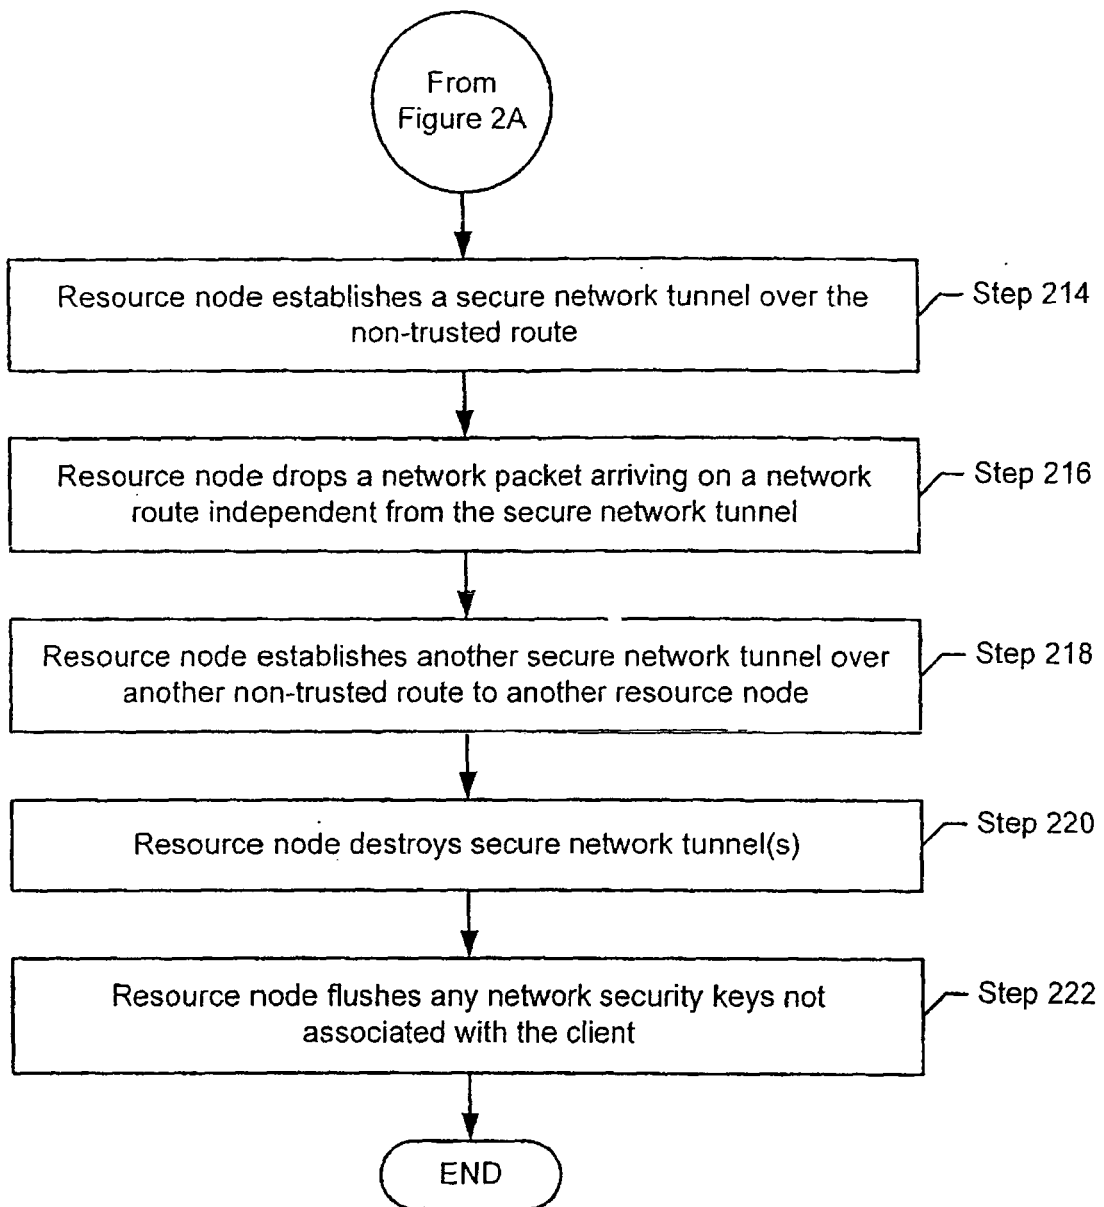 From
Figure 2A
Resource node establishes a secure network tunnel over the
non-trusted route
Step 214
Resource node drops a network packet arriving on a network
route independent from the secure network tunnel
Step 216
Resource node establishes another secure network tunnel over
another non-trusted route to another resource node
Step 218
Resource node destroys secure network tunnel(s)
Step 220
Resource node flushes any network security keys not
associated with the client
Step 222
END